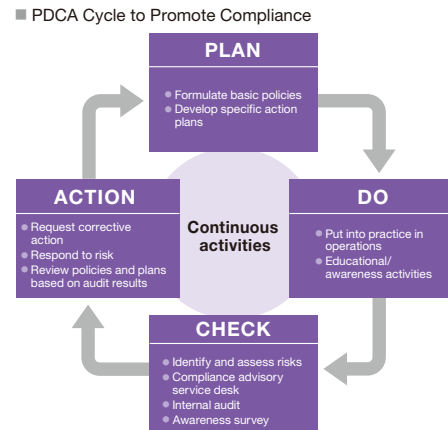 ■ PDCA Cycle to Promote Compliance
PLAN
● Formulate basic policies
● Develop specific action
plans
ACTION
● Request corrective
action
● Respond to risk
● Review policies and plans
based on audit results
Continuous
activities
DO
● Put into practice in
operations
● Educational/
awareness activities
CHECK
● Identify and assess risks
● Compliance advisory
service desk
● Internal audit
● Awareness survey